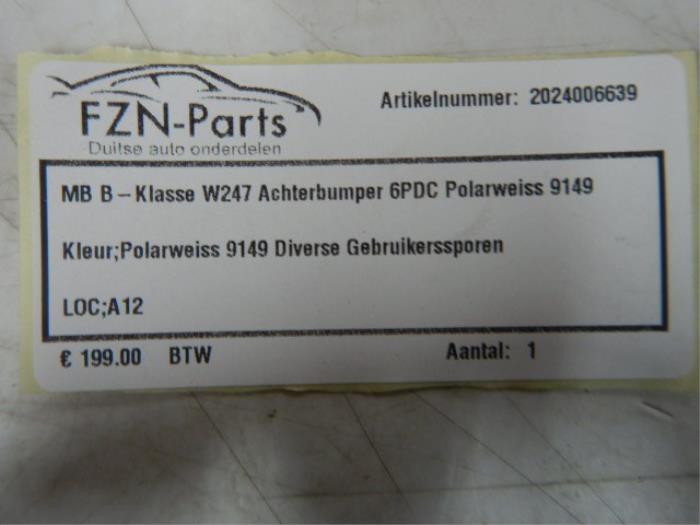 FZN-Parts
Duitse auto onderdelen
Artikelnummer: 2024006639
MB B - Klasse W247 Achterbumper 6PDC Polarweiss 9149
Kleur;Polarweiss 9149 Diverse Gebruikerssporen
LOC;A12
€ 199.00 BTW
Aantal: 1